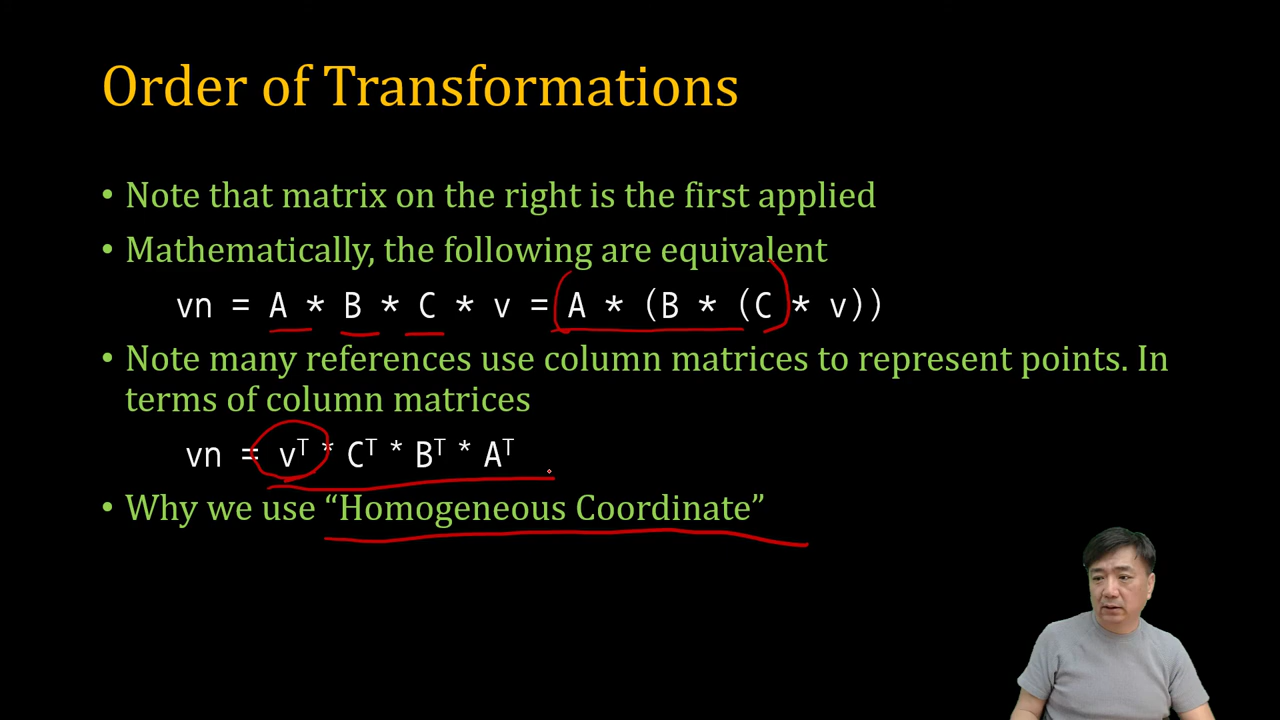 Order of Transformations
• Note that matrix on the right is the first applied
• Mathematically, the following are equivalent
vn = A * B * C * v = A * (B * (C * v))
• Note many references use column matrices to represent points. In
terms of column matrices
vn = vᵀ * Cᵀ * Bᵀ * Aᵀ
• Why we use “Homogeneous Coordinate”